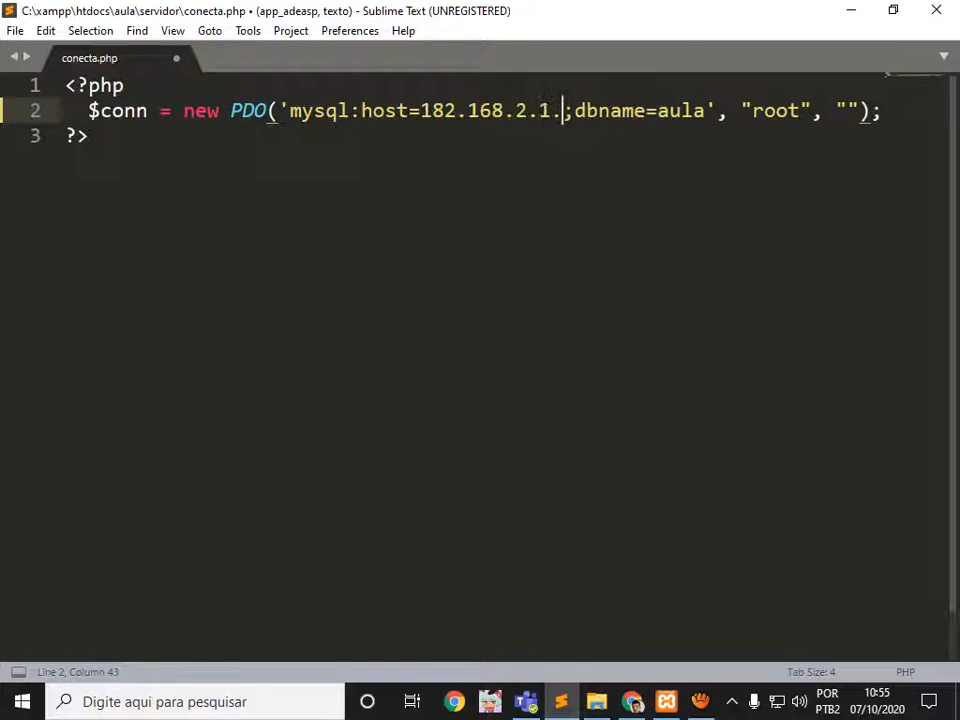 C:\xampp\htdocs\aula\servidor\conecta.php • (app_adeasp, texto) - Sublime Text (UNREGISTERED)
File Edit Selection Find View Goto Tools Project Preferences Help
conecta.php
1 <?php
2 $conn = new PDO('mysql:host=182.168.2.1.;dbname=aula', "root", "");
3 ?>
Line 2, Column 43 Tab Size: 4 PHP
Digite aqui para pesquisar
POR 10:55
PTB2 07/10/2020